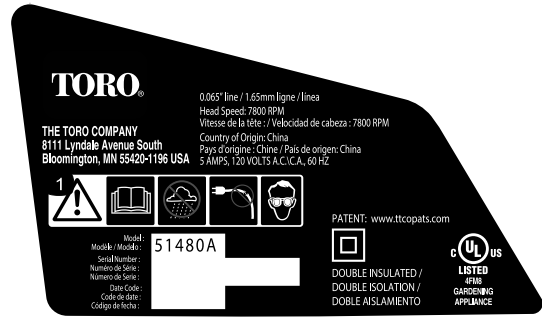 TORO®
0.065" line / 1.65mm ligne / línea
Head Speed: 7800 RPM
Vitesse de la tête : / Velocidad de cabeza : 7800 RPM
Country of Origin: China
Pays d'origine : Chine / País de origen: China
5 AMPS, 120 VOLTS A.C.\C.A., 60 HZ
THE TORO COMPANY
8111 Lyndale Avenue South
Bloomington, MN 55420-1196 USA
1
Model :
Modèle / Modelo :
51480A
Serial Number :
Numéro de Série :
Número de Serie :
Date Code :
Code de date :
Código de fecha :
PATENT: www.ttcopats.com
DOUBLE INSULATED /
DOUBLE ISOLATION /
DOBLE AISLAMIENTO
C UL US
LISTED
4FM8
GARDENING
APPLIANCE